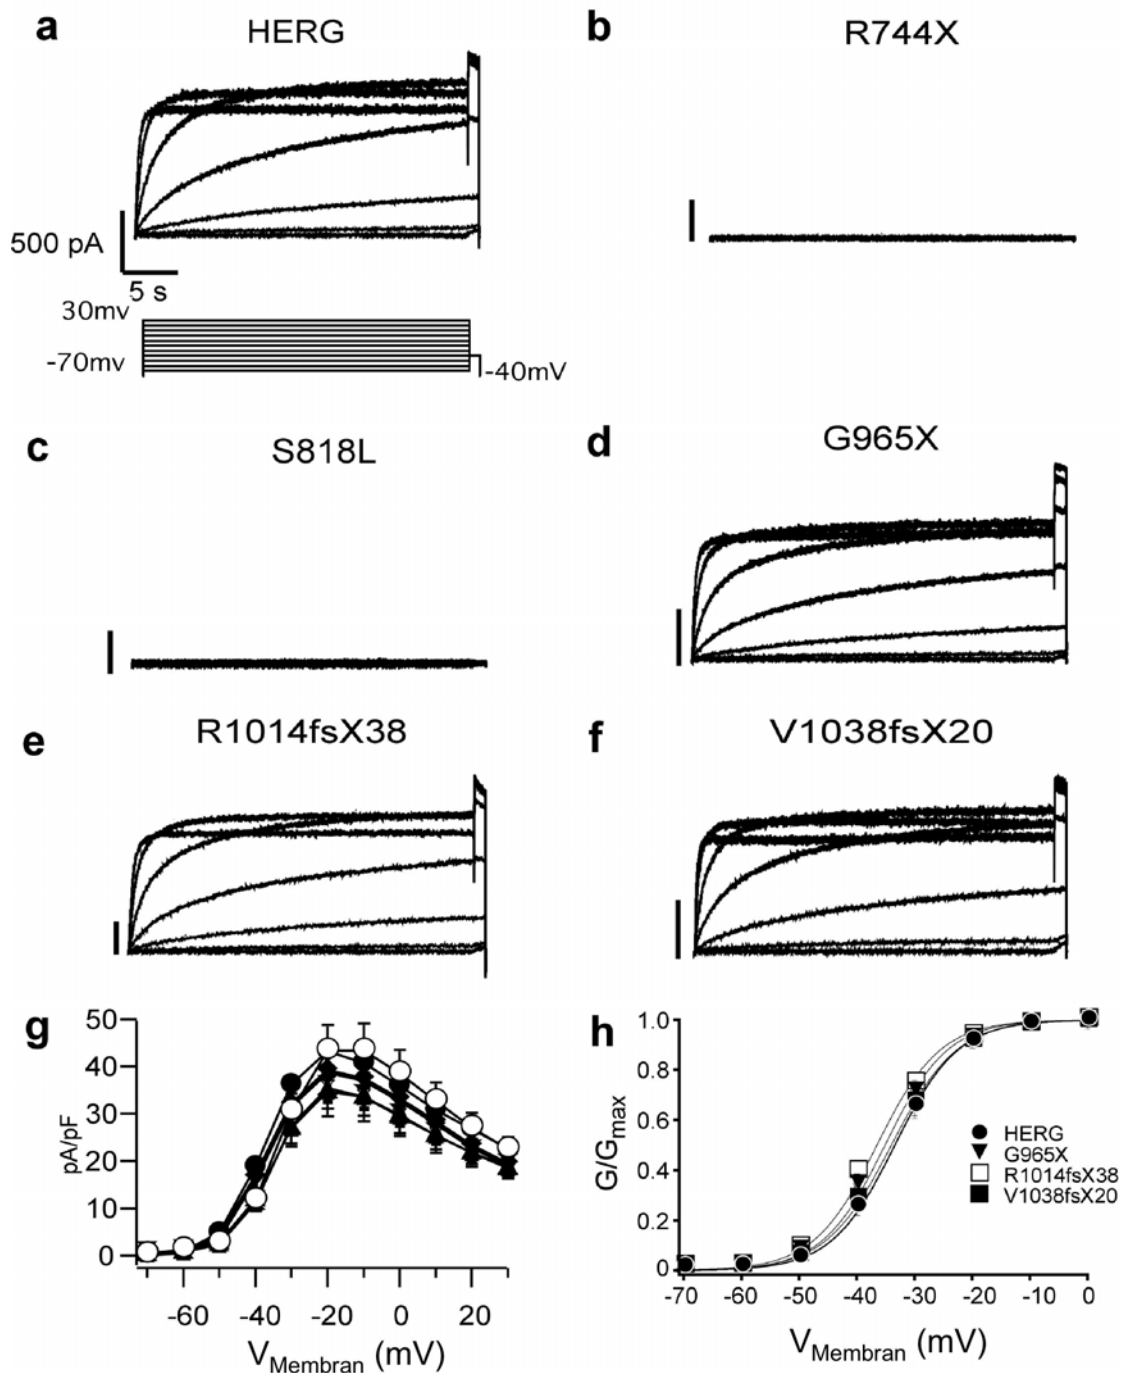 a
HERG
b
R744X
500 pA
5 s
30mv
-70mv
-40mV
c
S818L
d
G965X
e
R1014fsX38
f
V1038fsX20
g
50
40
30
20
10
0
pA/pF
-60
-40
-20
0
20
V Membran (mV)
h
1.0
0.8
0.6
0.4
0.2
0
G/Gmax
HERG
G965X
R1014fsX38
V1038fsX20
-70
-60
-50
-40
-30
-20
-10
0
V Membran (mV)